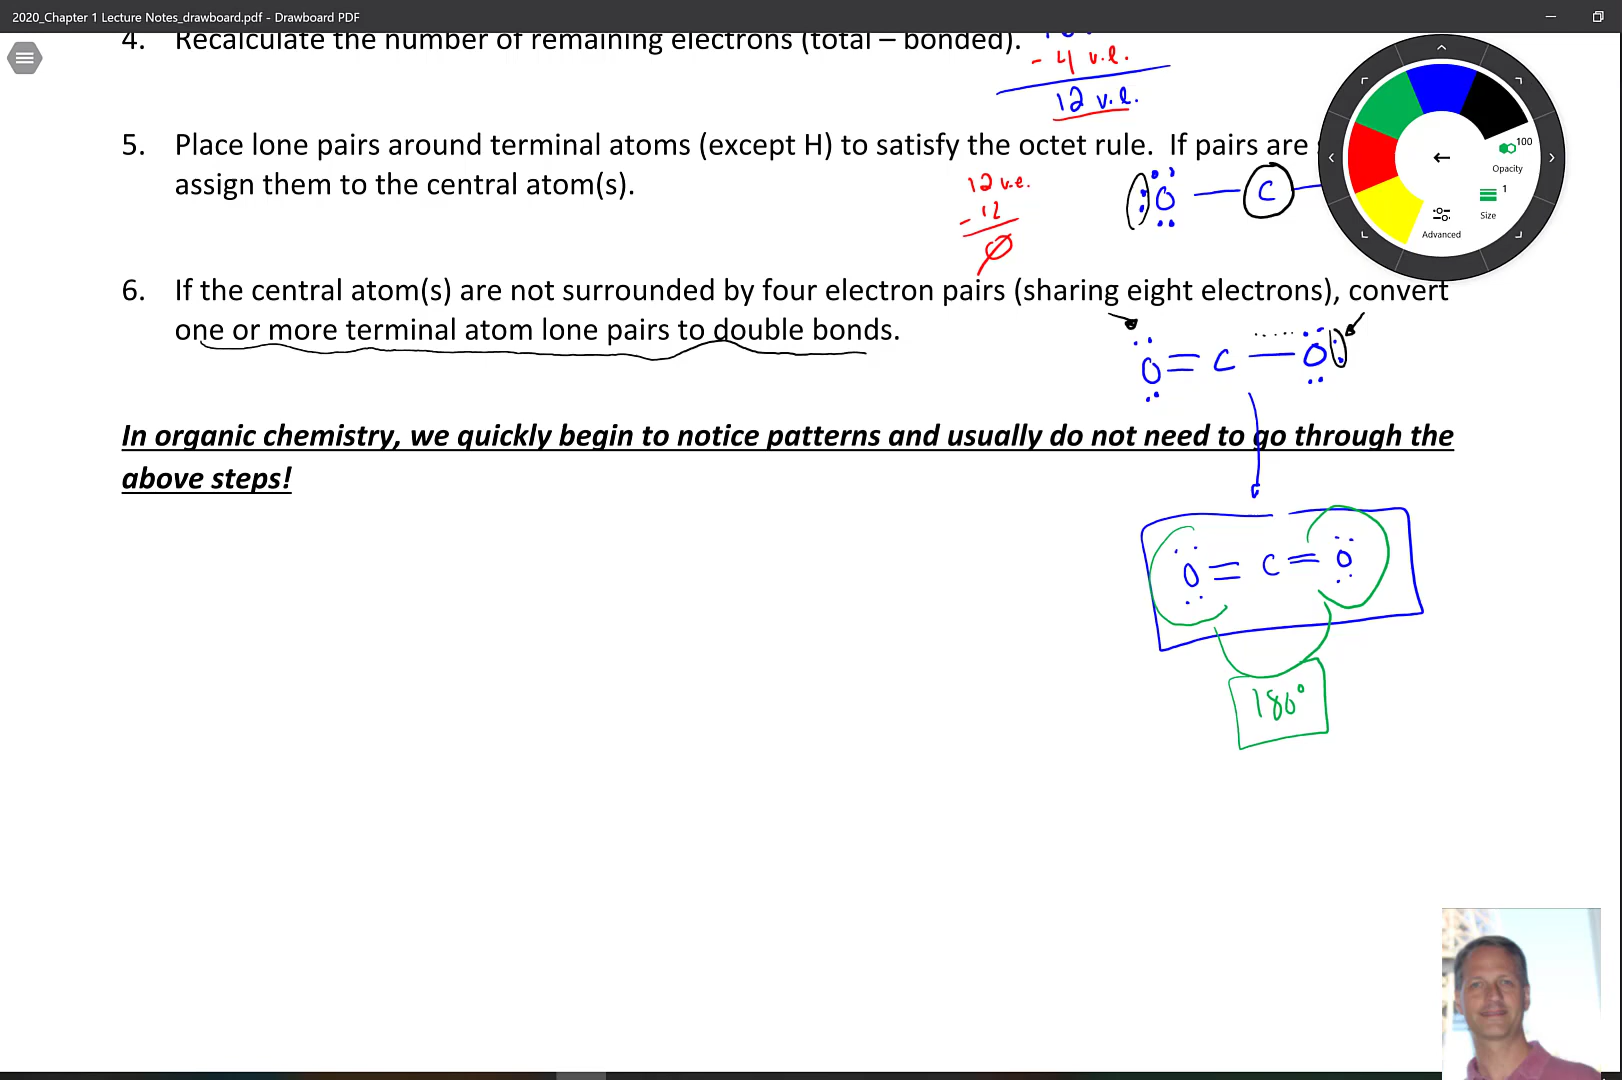 2020_Chapter 1 Lecture Notes_drawboard.pdf - Drawboard PDF
4. Recalculate the number of remaining electrons (total – bonded).
- 4 v.e.
12 v.e.
5. Place lone pairs around terminal atoms (except H) to satisfy the octet rule. If pairs are
assign them to the central atom(s).
12 v.e.
- 12
0
O — C —
100
Opacity
1
Size
Advanced
6. If the central atom(s) are not surrounded by four electron pairs (sharing eight electrons), convert
one or more terminal atom lone pairs to double bonds.
O = C — O
In organic chemistry, we quickly begin to notice patterns and usually do not need to go through the
above steps!
O = C = O
180°